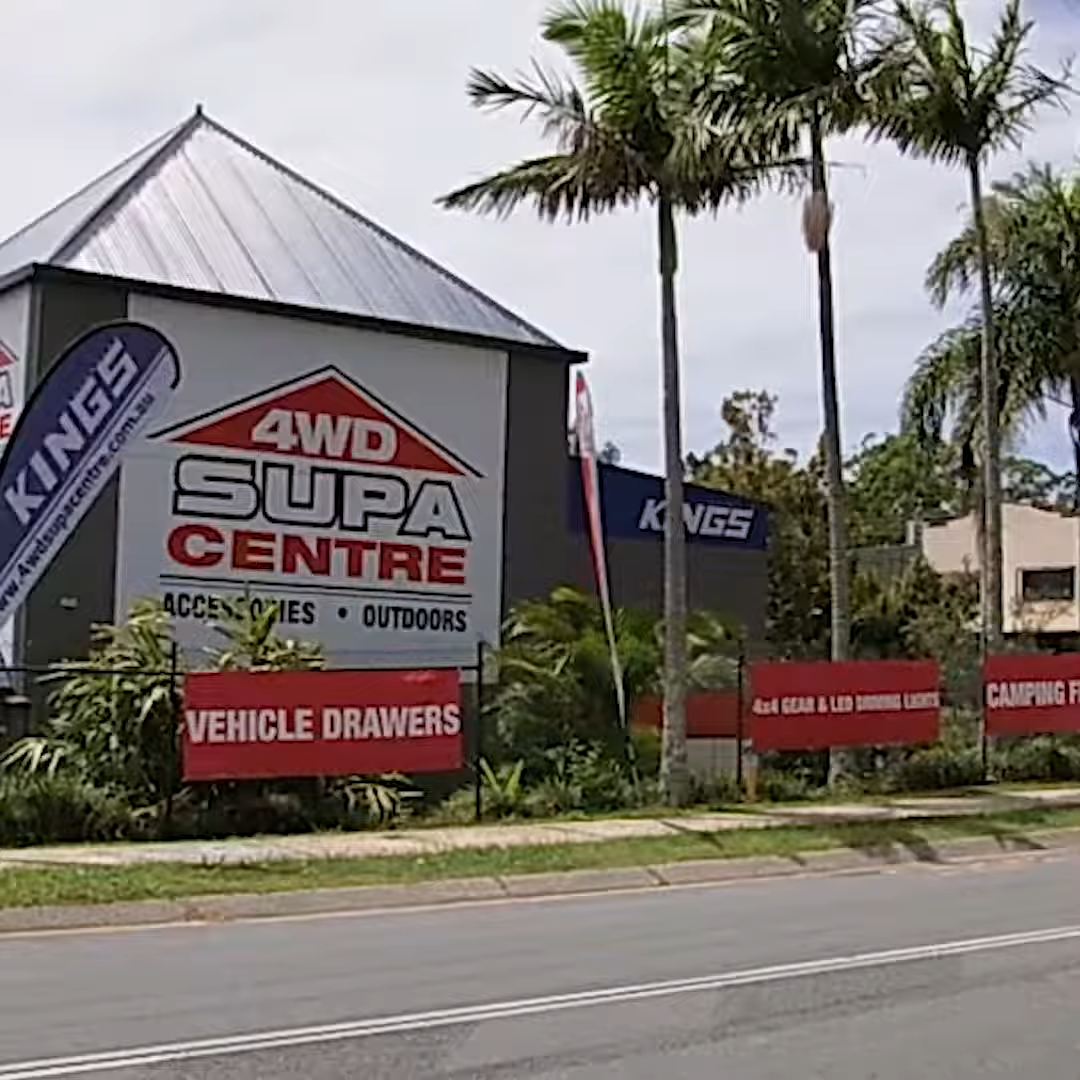 KINGS
www.4wdsupacentre.com.au
4WD
SUPA
CENTRE
ACCESSORIES • OUTDOORS
KINGS
VEHICLE DRAWERS
4x4 GEAR & LED DRIVING LIGHTS
CAMPING